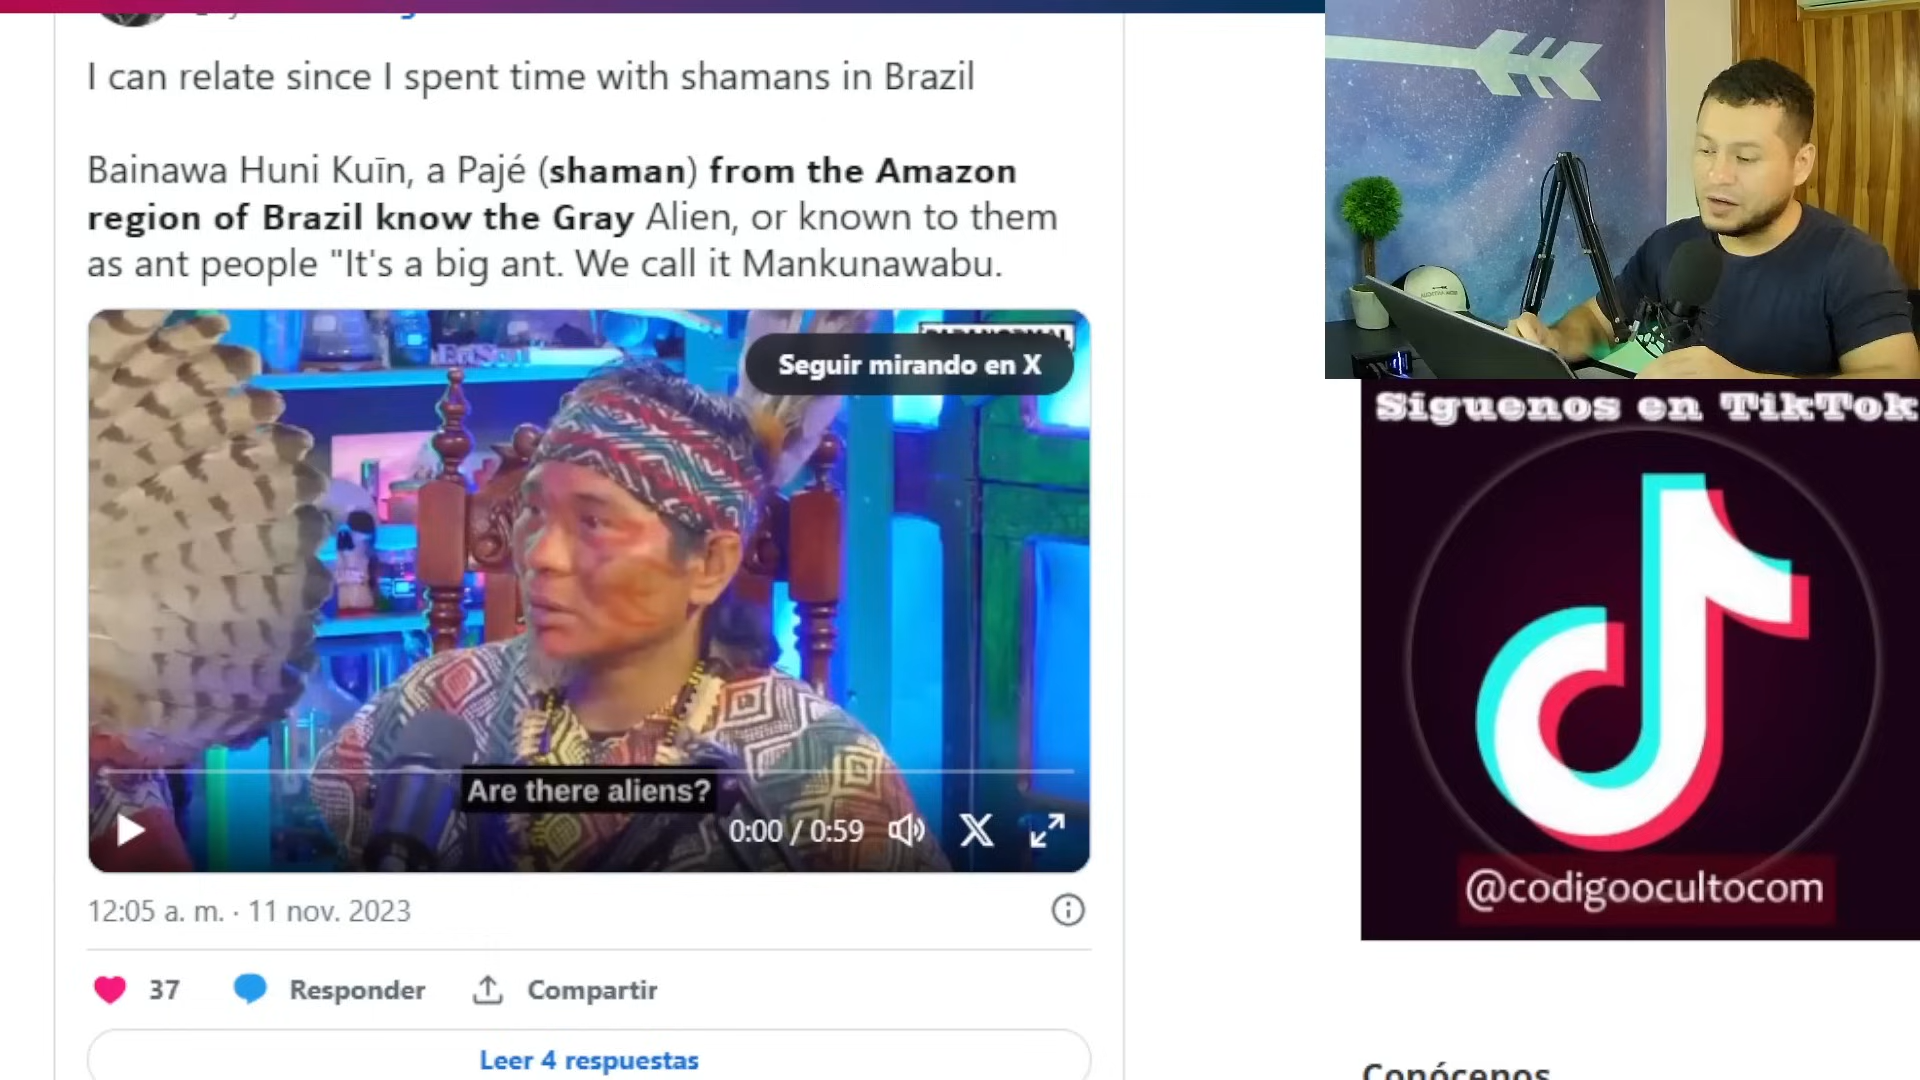 I can relate since I spent time with shamans in Brazil
Bainawa Huni Kuīn, a Pajé (shaman) from the Amazon
region of Brazil know the Gray Alien, or known to them
as ant people "It's a big ant. We call it Mankunawabu.
Seguir mirando en X
Are there aliens?
0:00 / 0:59
12:05 a. m. · 11 nov. 2023
37
Responder
Compartir
Leer 4 respuestas
Síguenos en TikTok
@codigoocultocom
Conócenos